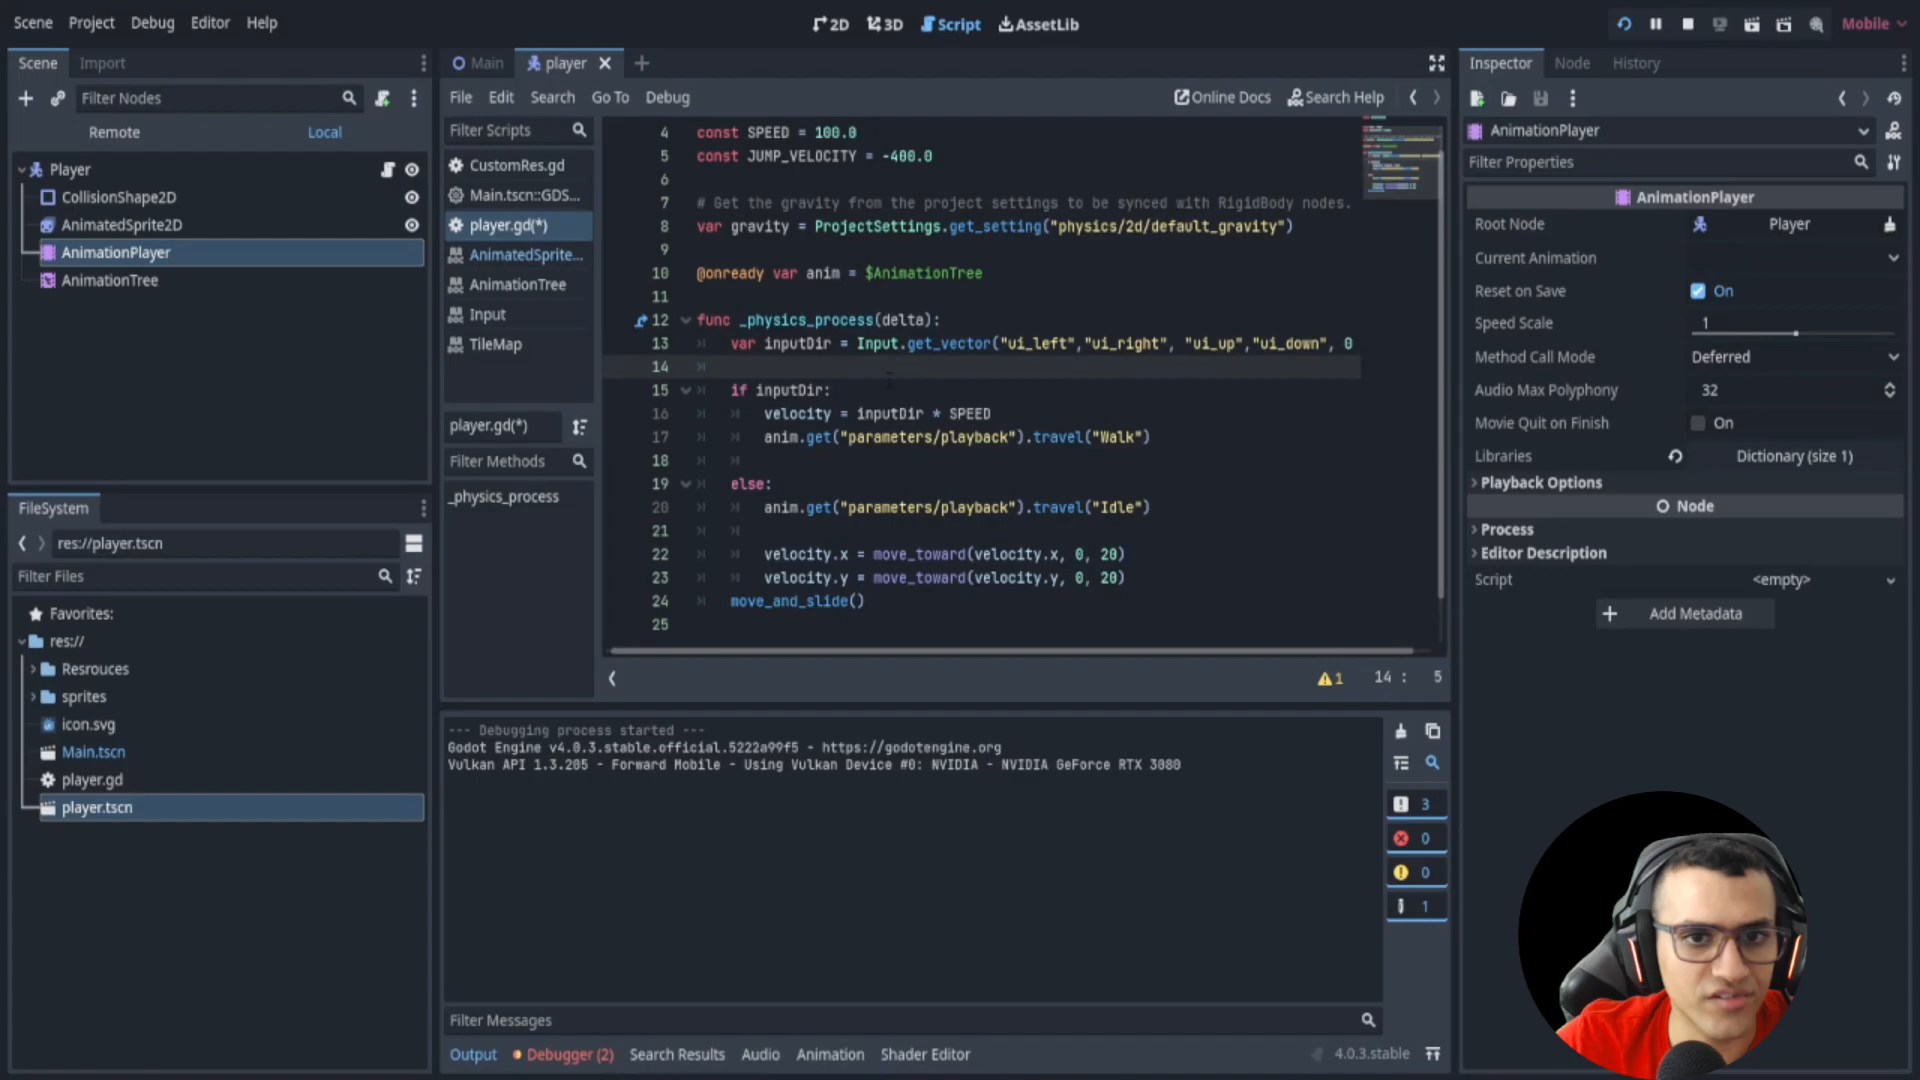 Scene Project Debug Editor Help
2D 3D Script AssetLib
Mobile
Scene Import
Filter Nodes
Remote Local
Player
CollisionShape2D
AnimatedSprite2D
AnimationPlayer
AnimationTree
FileSystem
res://player.tscn
Filter Files
Favorites:
res://
Resrouces
sprites
icon.svg
Main.tscn
player.gd
player.tscn
Main player
File Edit Search Go To Debug
Online Docs Search Help
Filter Scripts
CustomRes.gd
Main.tscn::GDS...
player.gd(*)
AnimatedSprite...
AnimationTree
Input
TileMap
player.gd(*)
Filter Methods
_physics_process
4 const SPEED = 100.0
5 const JUMP_VELOCITY = -400.0
6
7 # Get the gravity from the project settings to be synced with RigidBody nodes.
8 var gravity = ProjectSettings.get_setting("physics/2d/default_gravity")
9
10 @onready var anim = $AnimationTree
11
12 func _physics_process(delta):
13 var inputDir = Input.get_vector("ui_left","ui_right", "ui_up","ui_down", 0
14
15 if inputDir:
16 velocity = inputDir * SPEED
17 anim.get("parameters/playback").travel("Walk")
18
19 else:
20 anim.get("parameters/playback").travel("Idle")
21
22 velocity.x = move_toward(velocity.x, 0, 20)
23 velocity.y = move_toward(velocity.y, 0, 20)
24 move_and_slide()
25
1 14 : 5
--- Debugging process started ---
Godot Engine v4.0.3.stable.official.5222a99f5 - https://godotengine.org
Vulkan API 1.3.205 - Forward Mobile - Using Vulkan Device #0: NVIDIA - NVIDIA GeForce RTX 3080
3
0
0
1
Filter Messages
Output Debugger (2) Search Results Audio Animation Shader Editor
4.0.3.stable
Inspector Node History
AnimationPlayer
Filter Properties
AnimationPlayer
Root Node Player
Current Animation
Reset on Save On
Speed Scale 1
Method Call Mode Deferred
Audio Max Polyphony 32
Movie Quit on Finish On
Libraries Dictionary (size 1)
Playback Options
Node
Process
Editor Description
Script <empty>
Add Metadata